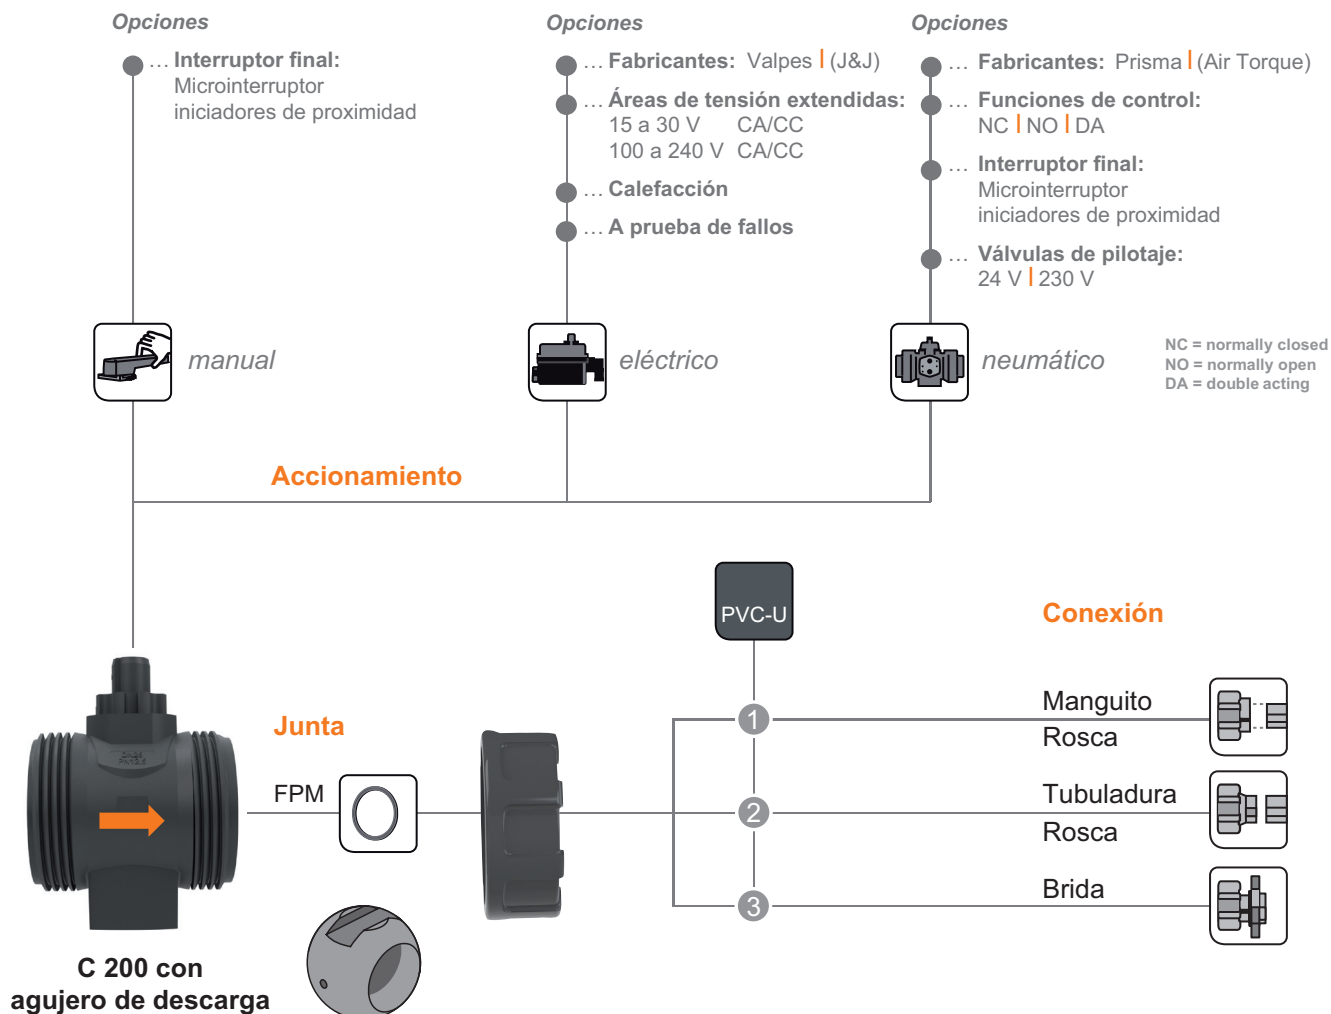 Opciones
… Interruptor final:
Microinterruptor
iniciadores de proximidad
manual
Opciones
… Fabricantes: Valpes | (J&J)
… Áreas de tensión extendidas:
15 a 30 V CA/CC
100 a 240 V CA/CC
… Calefacción
… A prueba de fallos
eléctrico
Opciones
… Fabricantes: Prisma | (Air Torque)
… Funciones de control:
NC | NO | DA
… Interruptor final:
Microinterruptor
iniciadores de proximidad
… Válvulas de pilotaje:
24 V | 230 V
neumático
NC = normally closed
NO = normally open
DA = double acting
Accionamiento
PVC-U
Conexión
Junta
FPM
1
Manguito
Rosca
2
Tubuladura
Rosca
3
Brida
DN25
PN12,5
C 200 con
agujero de descarga